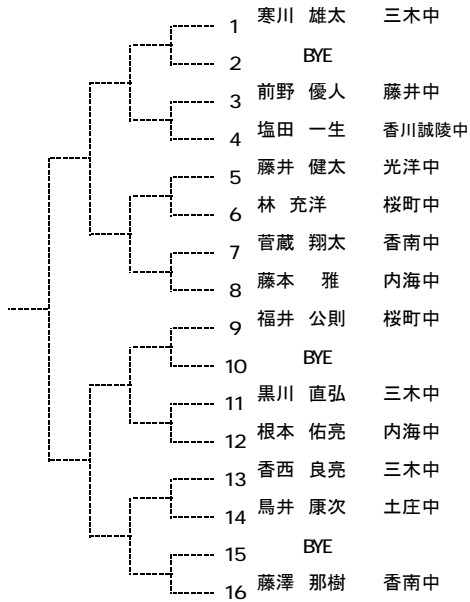 1 寒川 雄太 三木中
2 BYE
3 前野 優人 藤井中
4 塩田 一生 香川誠陵中
5 藤井 健太 光洋中
6 林 充洋 桜町中
7 菅蔵 翔太 香南中
8 藤本 雅 内海中
9 福井 公則 桜町中
10 BYE
11 黒川 直弘 三木中
12 根本 佑亮 内海中
13 香西 良亮 三木中
14 鳥井 康次 土庄中
15 BYE
16 藤澤 那樹 香南中